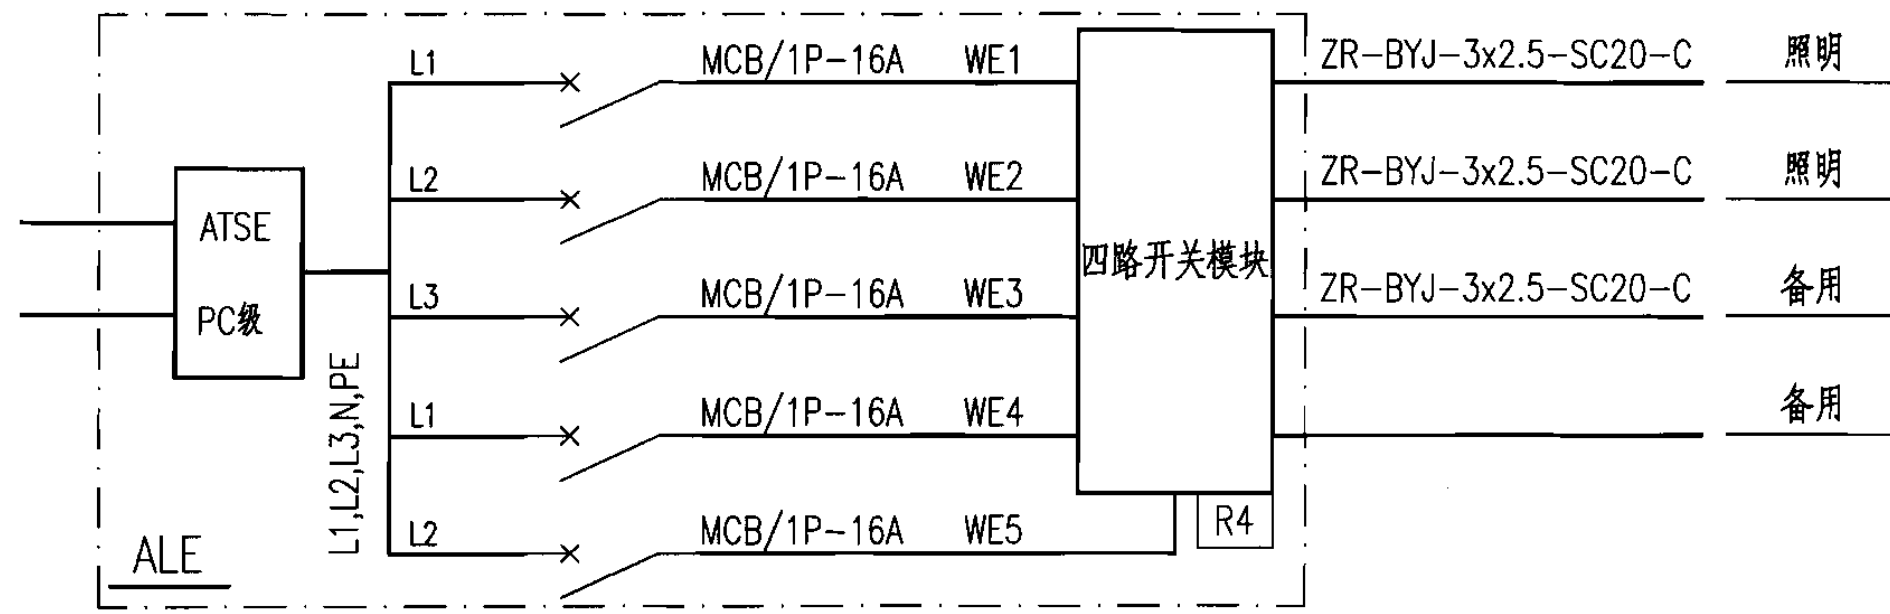 L1 MCB/1P-16A WE1 ZR-BYJ-3x2.5-SC20-C 照明
L2 MCB/1P-16A WE2 ZR-BYJ-3x2.5-SC20-C 照明
ATSE
PC级
四路开关模块
L3 MCB/1P-16A WE3 ZR-BYJ-3x2.5-SC20-C 备用
L1,L2,L3,N,PE
L1 MCB/1P-16A WE4 备用
L2 MCB/1P-16A WE5
R4
ALE